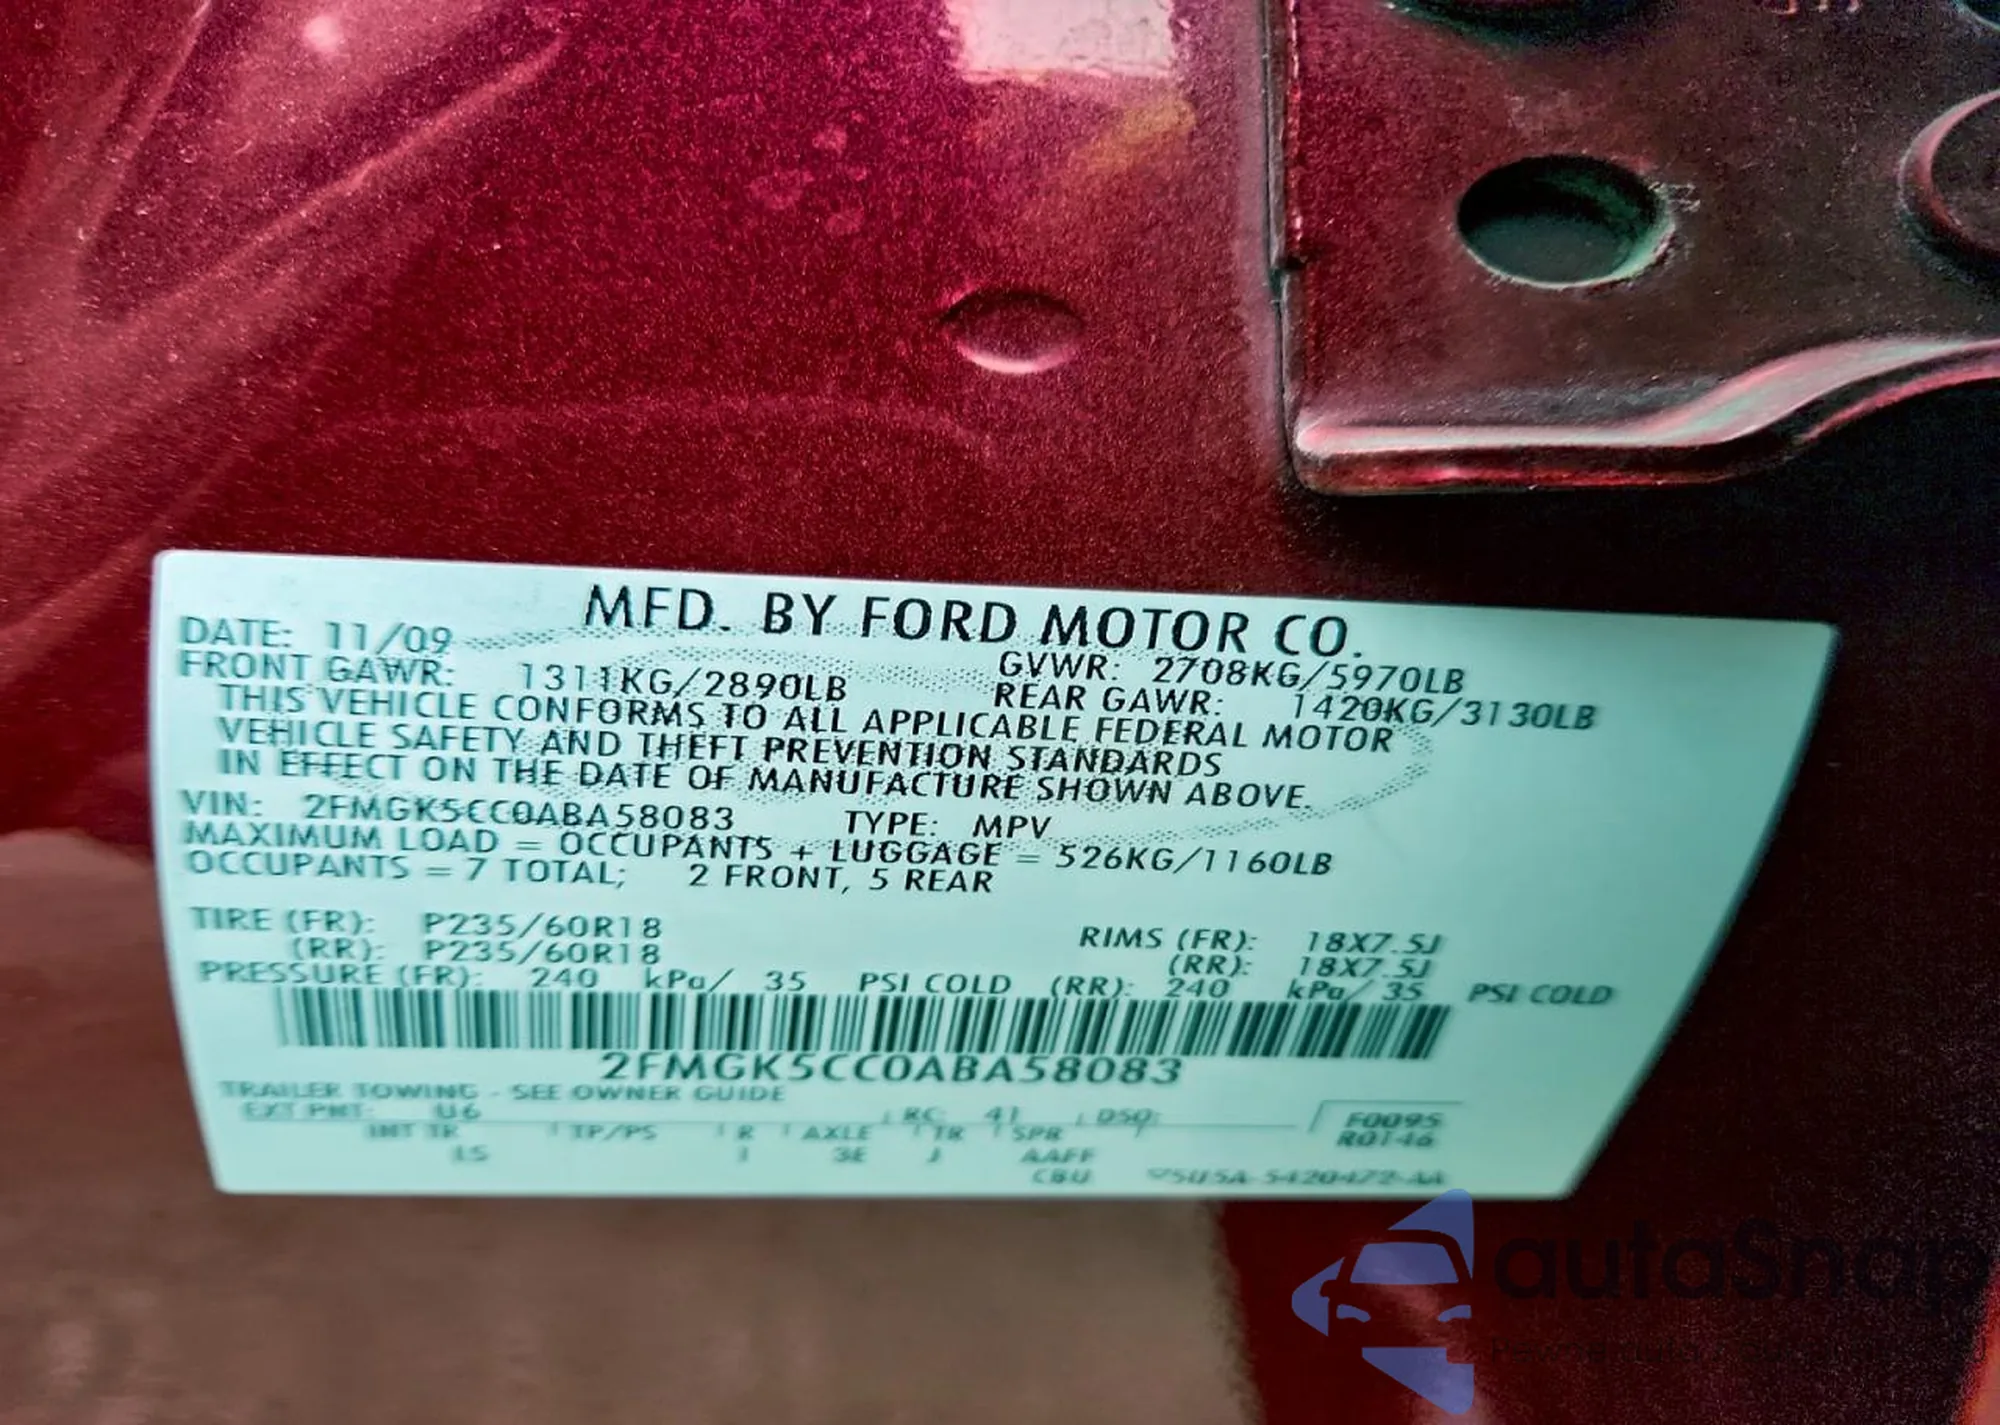 MFD. BY FORD MOTOR CO.
DATE: 11/09
GVWR: 2708KG/5970LB
FRONT GAWR: 1311KG/2890LB
REAR GAWR: 1420KG/3130LB
THIS VEHICLE CONFORMS TO ALL APPLICABLE FEDERAL MOTOR
VEHICLE SAFETY AND THEFT PREVENTION STANDARDS
IN EFFECT ON THE DATE OF MANUFACTURE SHOWN ABOVE.
VIN: 2FMGK5CC0ABA58083 TYPE: MPV
MAXIMUM LOAD = OCCUPANTS + LUGGAGE = 526KG/1160LB
OCCUPANTS = 7 TOTAL; 2 FRONT, 5 REAR
TIRE (FR): P235/60R18 RIMS (FR): 18X7.5J
(RR): P235/60R18 (RR): 18X7.5J
PRESSURE (FR): 240 kPa/ 35 PSI COLD (RR): 240 kPa/ 35 PSI COLD
2FMGK5CC0ABA58083
TRAILER TOWING - SEE OWNER GUIDE
EXT PNT: U6 RC: 41 DSO: F0095
R0146
INT TR TP/PS R AXLE TR SPR
15 3E J AAFF
CBU
autaSnap